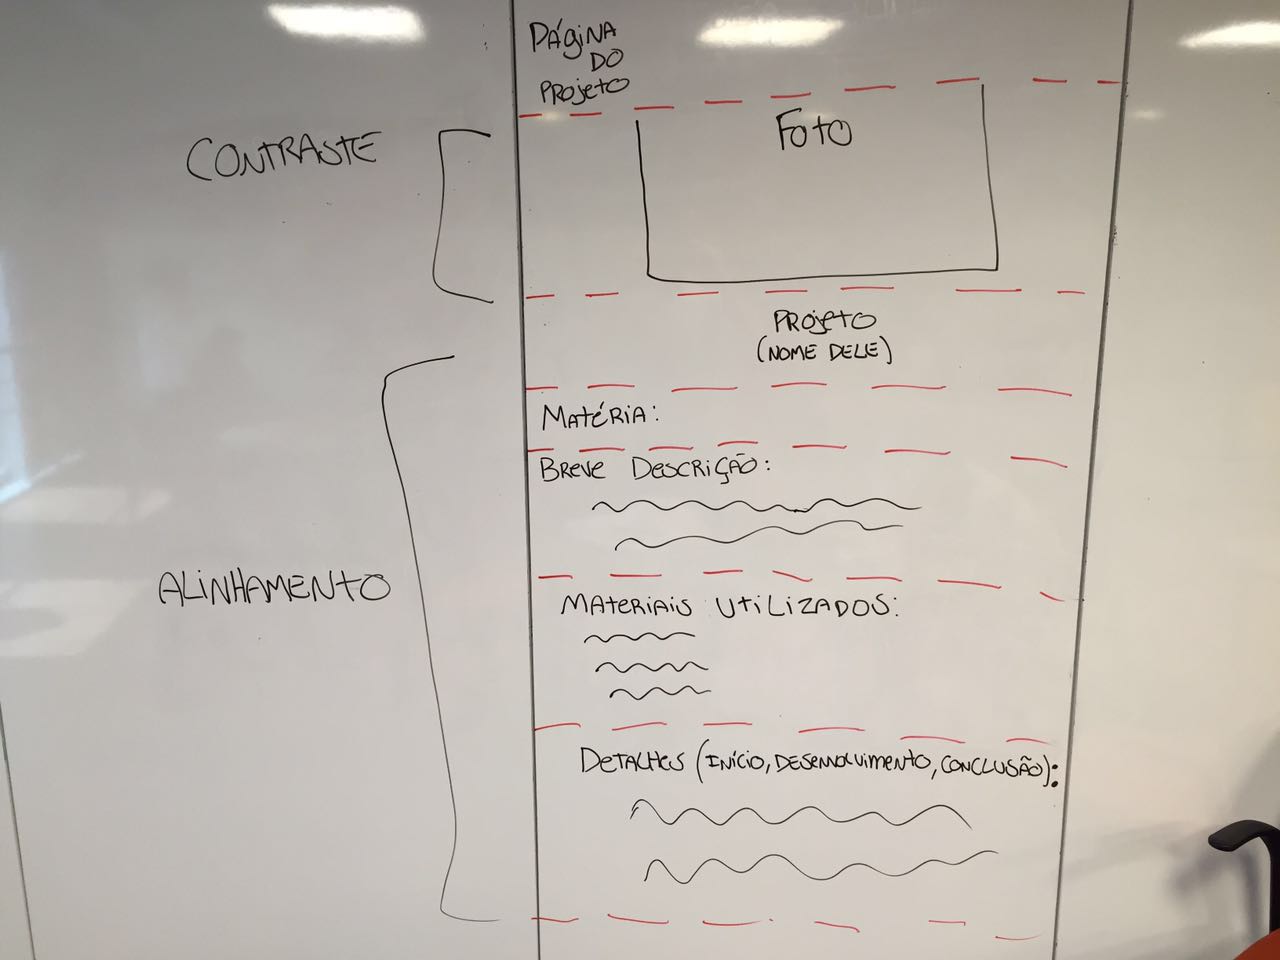 PÁGINA
DO
PROJETO
CONTRASTE
FOTO
PROJETO
(NOME DELE)
MATÉRIA:
BREVE DESCRIÇÃO:
ALINHAMENTO
MATERIAIS UTILIZADOS:
DETALHES (INÍCIO, DESENVOLVIMENTO, CONCLUSÃO):